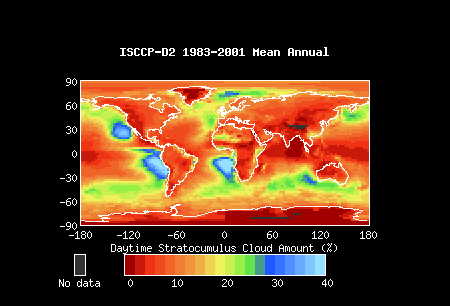 ISCCP-D2 1983-2001 Mean Annual
90
60
30
0
-30
-60
-90
-180 -120 -60 0 60 120 180
Daytime Stratocumulus Cloud Amount (%)
No data 0 10 20 30 40